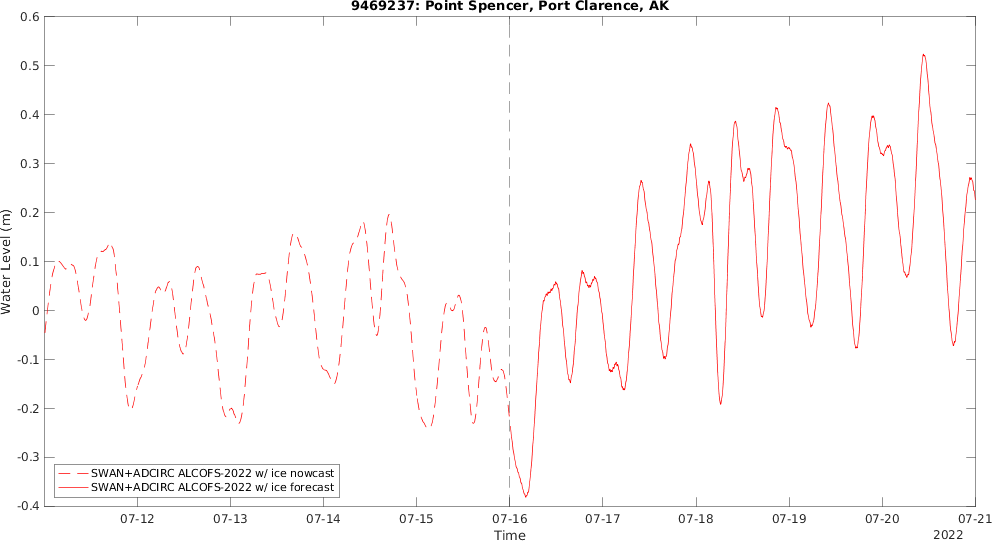 9469237: Point Spencer, Port Clarence, AK
0.6
0.5
0.4
0.3
0.2
0.1
0
-0.1
-0.2
-0.3
-0.4
Water Level (m)
SWAN+ADCIRC ALCOFS-2022 w/ ice nowcast
SWAN+ADCIRC ALCOFS-2022 w/ ice forecast
07-12 07-13 07-14 07-15 07-16 07-17 07-18 07-19 07-20 07-21
Time
2022